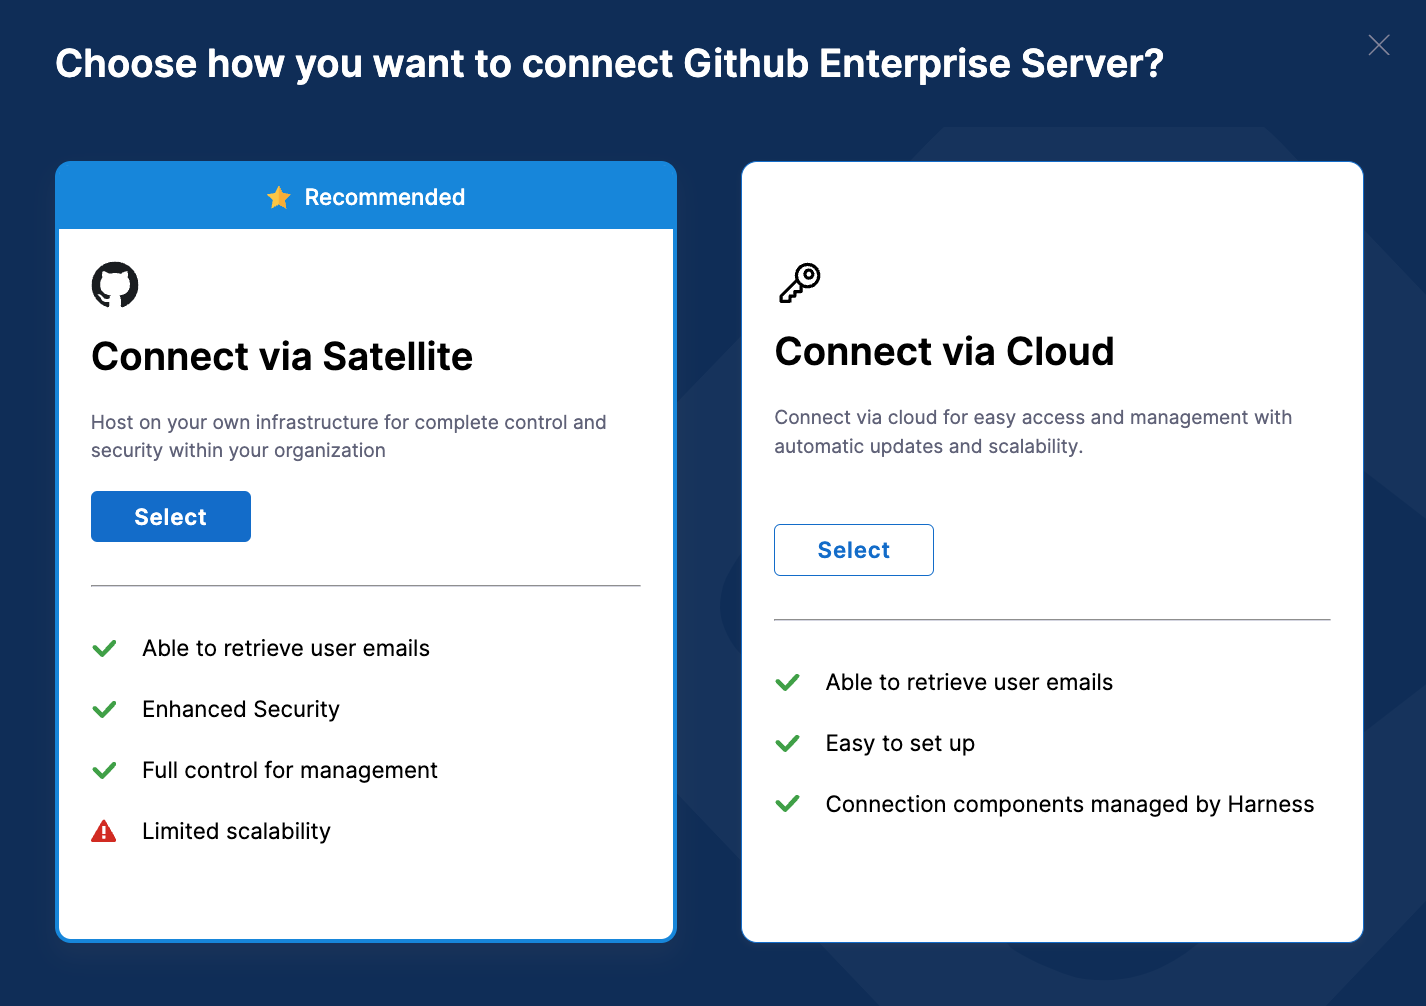 Choose how you want to connect Github Enterprise Server?
Recommended
Connect via Satellite
Host on your own infrastructure for complete control and
security within your organization
Select
Able to retrieve user emails
Enhanced Security
Full control for management
Limited scalability
Connect via Cloud
Connect via cloud for easy access and management with
automatic updates and scalability.
Select
Able to retrieve user emails
Easy to set up
Connection components managed by Harness